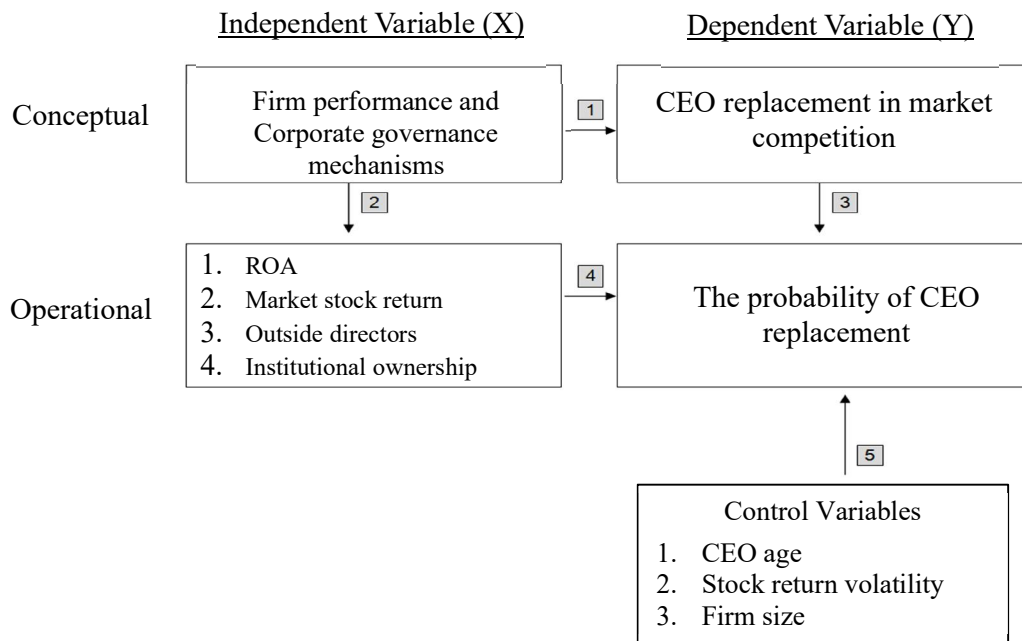 Independent Variable (X)
Dependent Variable (Y)
Conceptual
Firm performance and
Corporate governance
mechanisms
1
CEO replacement in market
competition
2
3
Operational
1. ROA
2. Market stock return
3. Outside directors
4. Institutional ownership
4
The probability of CEO
replacement
5
Control Variables
1. CEO age
2. Stock return volatility
3. Firm size